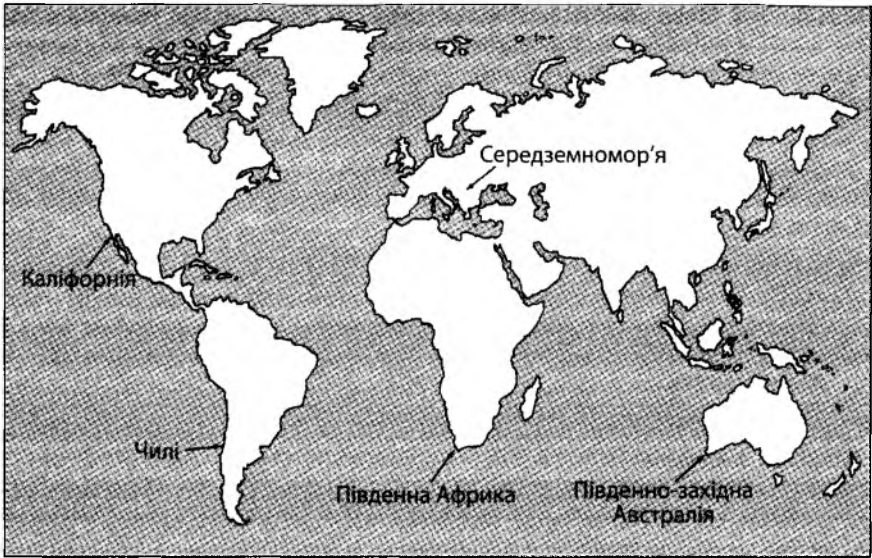 Середземномор'я
Каліфорнія
Чилі
Південна Африка
Південно-західна
Австралія